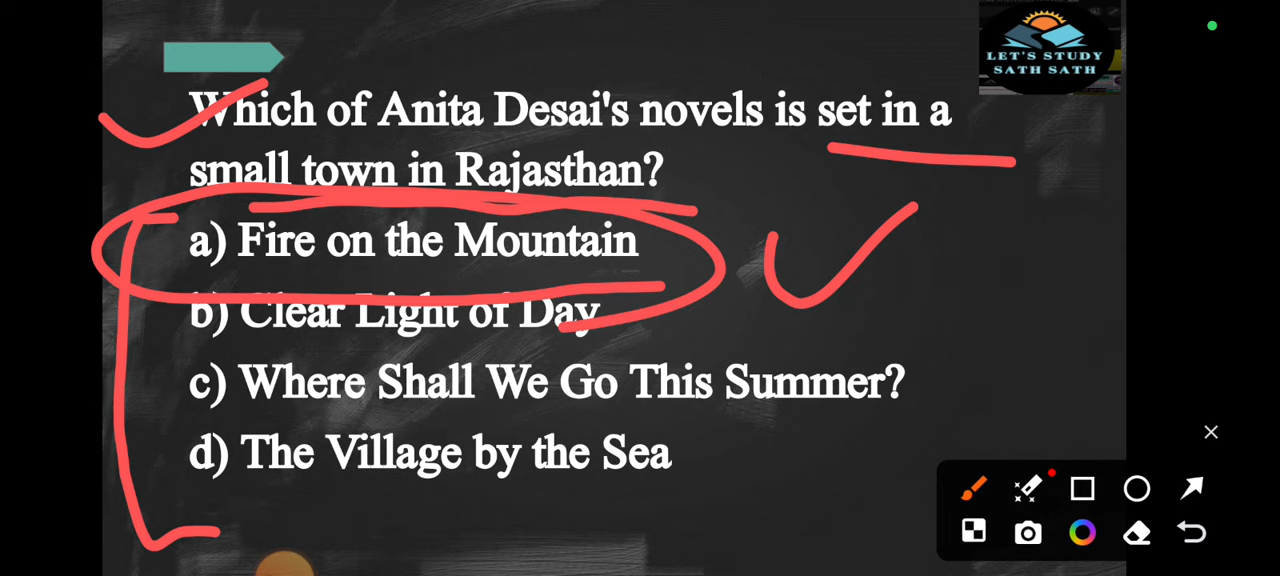 LET'S STUDY
SATH SATH
Which of Anita Desai's novels is set in a
small town in Rajasthan?
a) Fire on the Mountain
b) Clear Light of Day
c) Where Shall We Go This Summer?
d) The Village by the Sea